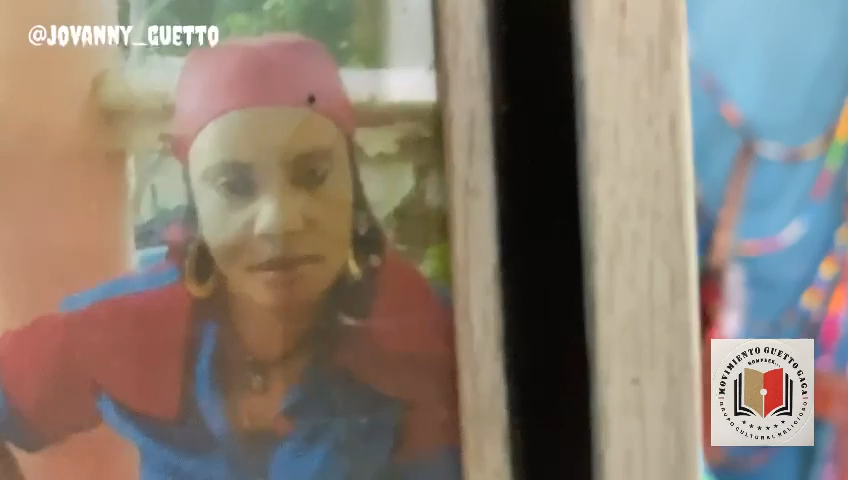 @JOVANNY_GUETTO
MOVIMIENTO GUETTO GAGA
GRUPO CULTURAL RELIGIOSO